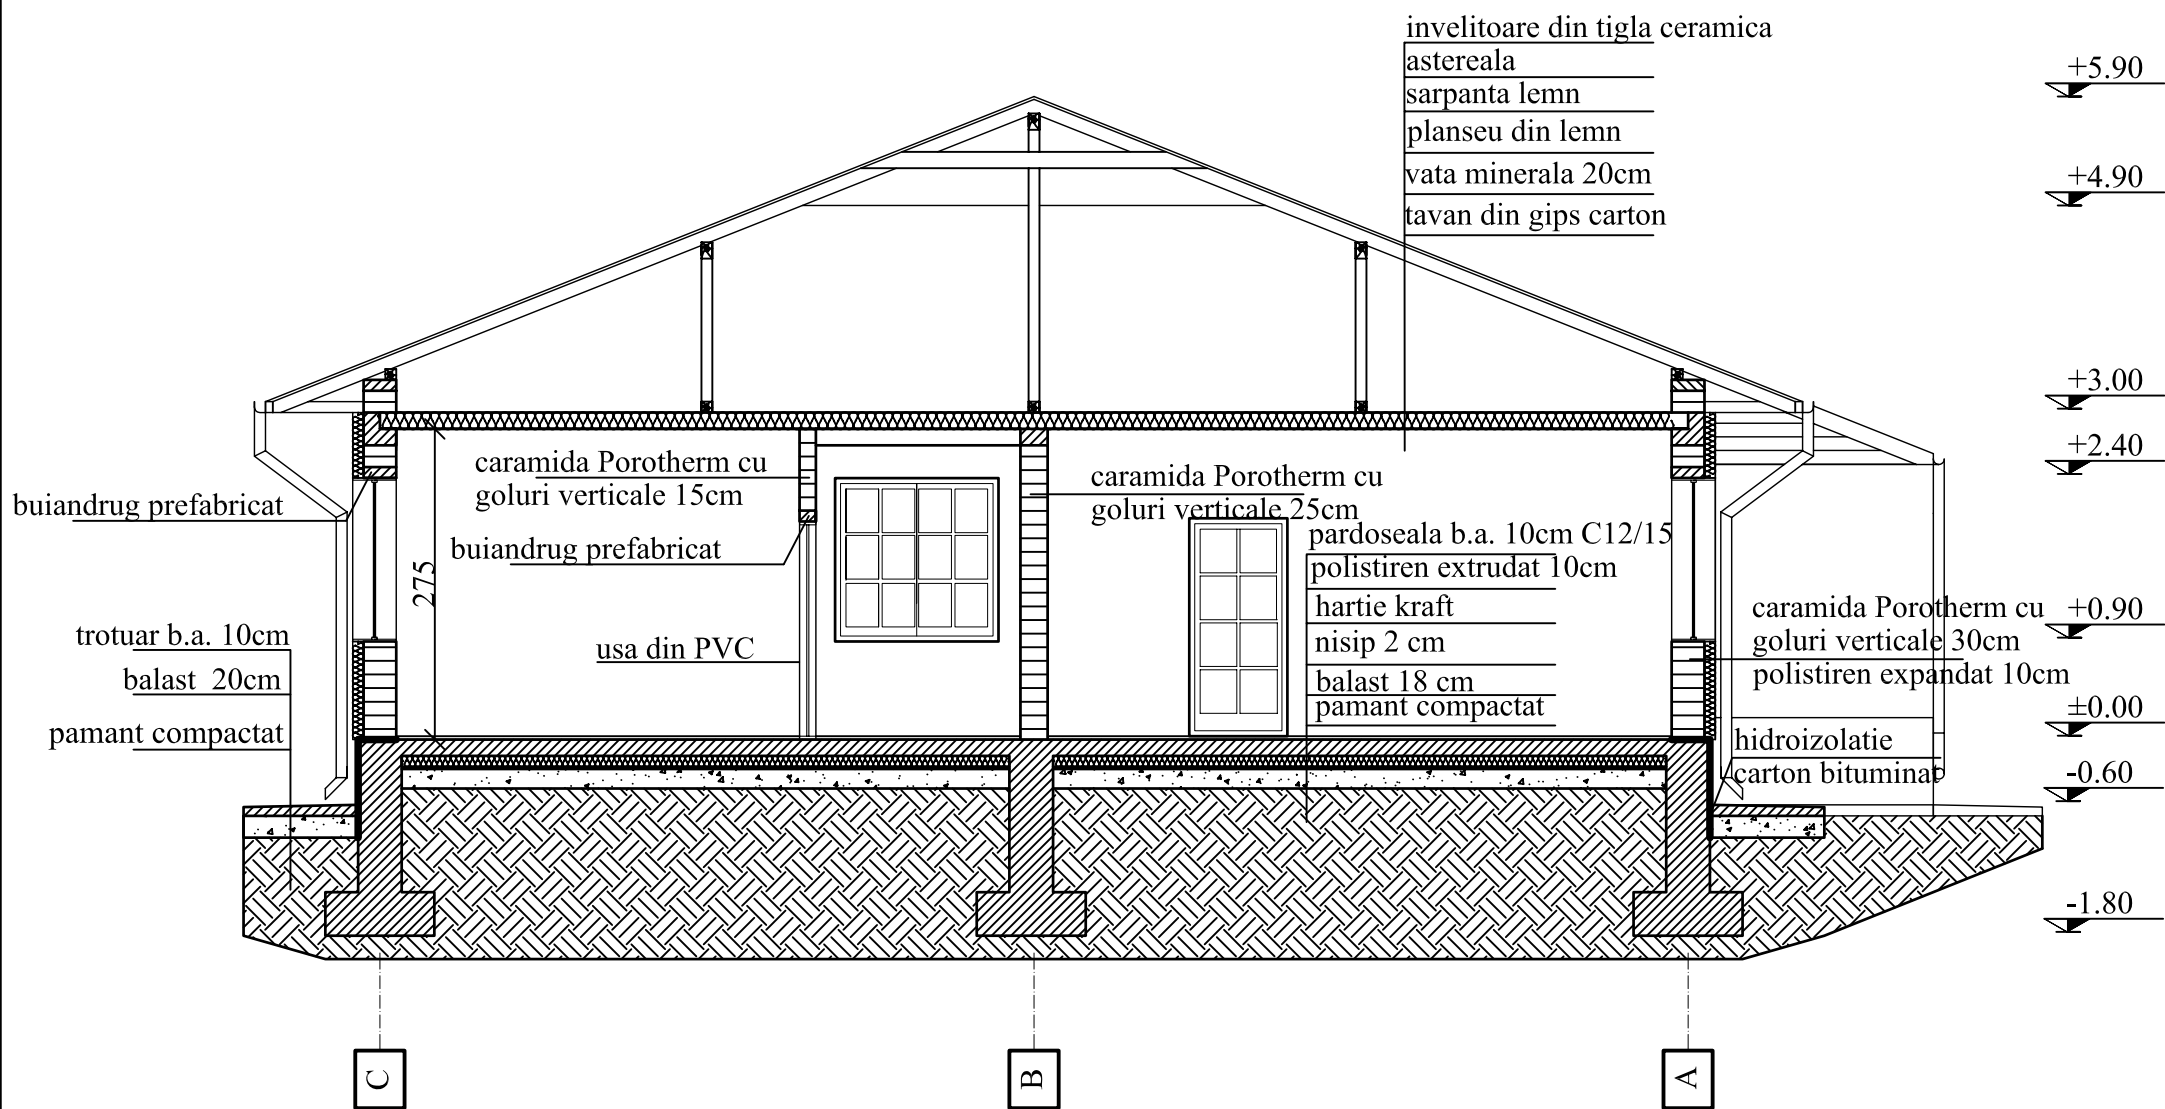 invelitoare din tigla ceramica
astereala
sarpanta lemn
planseu din lemn
vata minerala 20cm
tavan din gips carton
+5.90
+4.90
+3.00
+2.40
+0.90
±0.00
-0.60
-1.80
caramida Porotherm cu
goluri verticale 15cm
buiandrug prefabricat
buiandrug prefabricat
275
usa din PVC
caramida Porotherm cu
goluri verticale 25cm
pardoseala b.a. 10cm C12/15
polistiren extrudat 10cm
hartie kraft
nisip 2 cm
balast 18 cm
pamant compactat
trotuar b.a. 10cm
balast 20cm
pamant compactat
caramida Porotherm cu
goluri verticale 30cm
polistiren expandat 10cm
hidroizolatie
carton bituminat
C
B
A